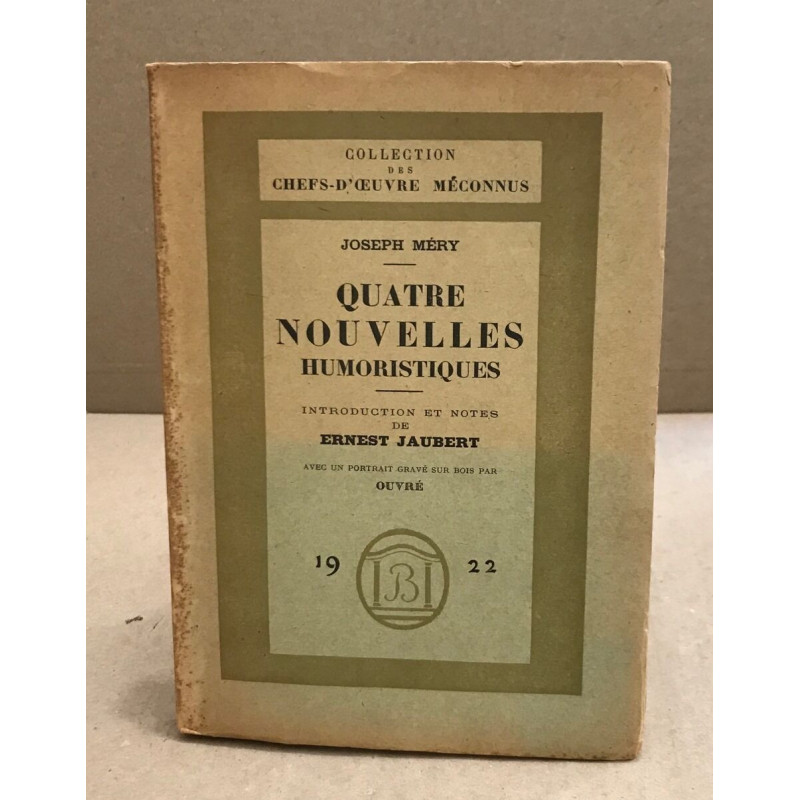 COLLECTION
DES
CHEFS-D'ŒUVRE MÉCONNUS
JOSEPH MÉRY
QUATRE
NOUVELLES
HUMORISTIQUES
INTRODUCTION ET NOTES
DE
ERNEST JAUBERT
AVEC UN PORTRAIT GRAVÉ SUR BOIS PAR
OUVRÉ
19 B 22